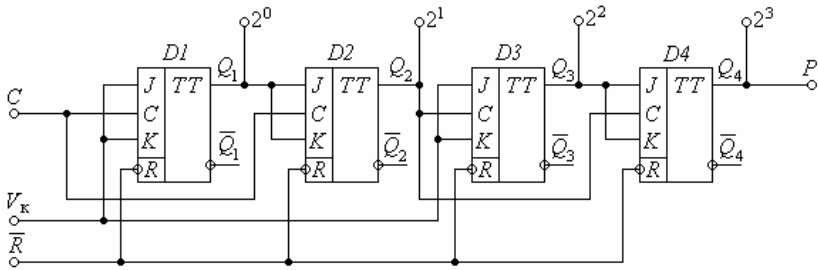 2⁰ 2¹ 2² 2³
D1 Q₁ D2 Q₂ D3 Q₃ D4 Q₄ P
J TT J TT J TT J TT
C C C C C
K Q̅₁ K Q̅₂ K Q̅₃ K Q̅₄
R R R R
Vк
R̅